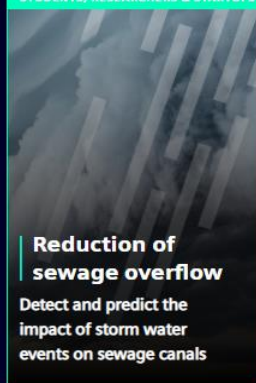 Reduction of
sewage overflow
Detect and predict the
impact of storm water
events on sewage canals